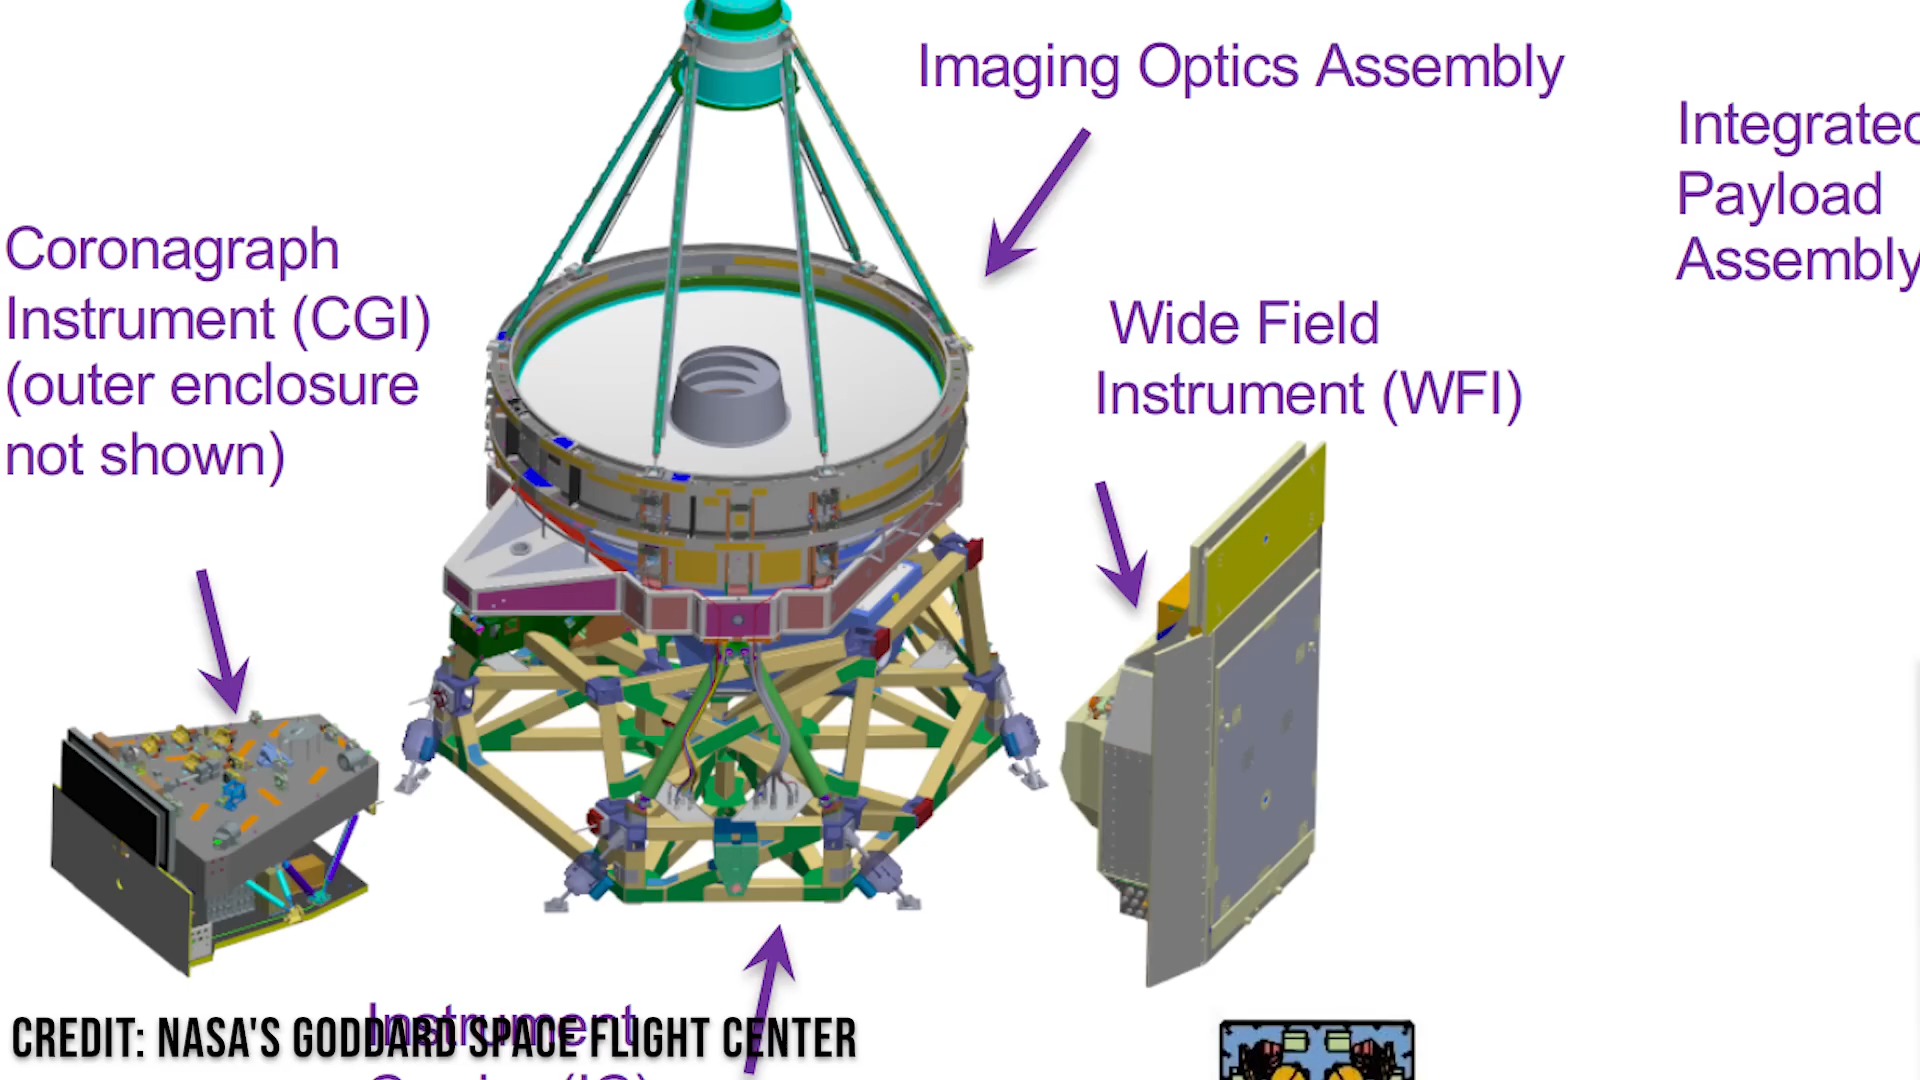 Imaging Optics Assembly
Integrated
Payload
Assembly
Coronagraph
Instrument (CGI)
(outer enclosure
not shown)
Wide Field
Instrument (WFI)
Instrument
CREDIT: NASA'S GODDARD SPACE FLIGHT CENTER